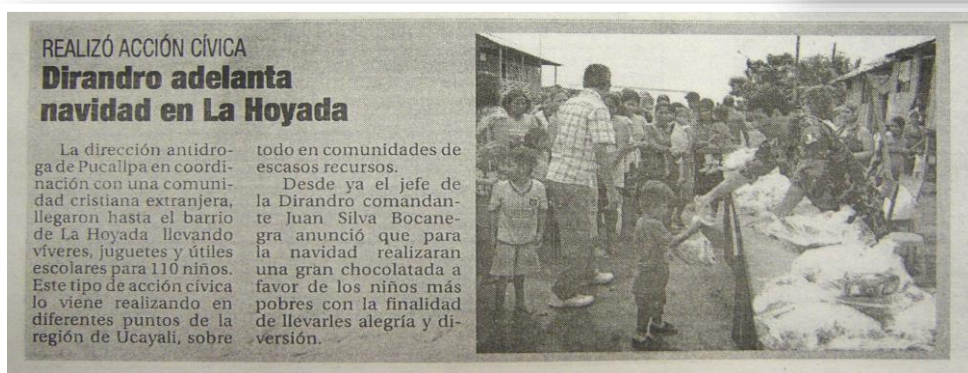 REALIZÓ ACCIÓN CÍVICA
Dirandro adelanta
navidad en La Hoyada
La dirección antidro-
ga de Pucallpa en coordi-
nación con una comuni-
dad cristiana extranjera,
llegaron hasta el barrio
de La Hoyada llevando
víveres, juguetes y útiles
escolares para 110 niños.
Este tipo de acción cívica
lo viene realizando en
diferentes puntos de la
región de Ucayali, sobre
todo en comunidades de
escasos recursos.
Desde ya el jefe de
la Dirandro comandan-
te Juan Silva Bocane-
gra anunció que para
la navidad realizaran
una gran chocolatada a
favor de los niños más
pobres con la finalidad
de llevarles alegría y di-
versión.